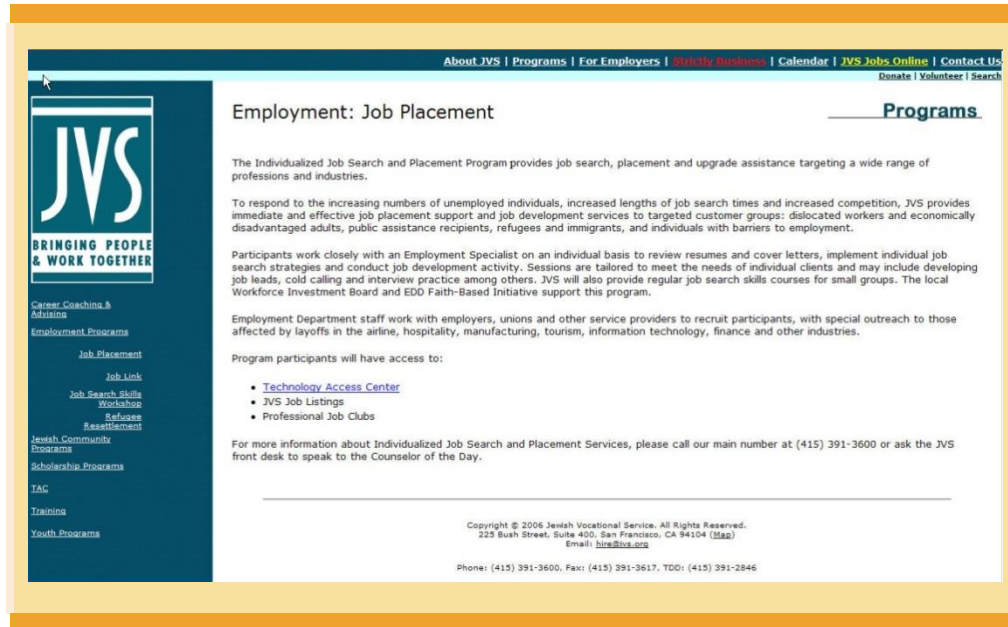 About JVS | Programs | For Employers | Strictly Business | Calendar | JVS Jobs Online | Contact Us
Donate | Volunteer | Search
JVS
BRINGING PEOPLE
& WORK TOGETHER
Career Coaching &
Advising
Employment Programs
Job Placement
Job Link
Job Search Skills
Workshop
Refugee
Resettlement
Jewish Community
Programs
Scholarship Programs
TAC
Training
Youth Programs
Employment: Job Placement
Programs
The Individualized Job Search and Placement Program provides job search, placement and upgrade assistance targeting a wide range of
professions and industries.
To respond to the increasing numbers of unemployed individuals, increased lengths of job search times and increased competition, JVS provides
immediate and effective job placement support and job development services to targeted customer groups: dislocated workers and economically
disadvantaged adults, public assistance recipients, refugees and immigrants, and individuals with barriers to employment.
Participants work closely with an Employment Specialist on an individual basis to review resumes and cover letters, implement individual job
search strategies and conduct job development activity. Sessions are tailored to meet the needs of individual clients and may include developing
job leads, cold calling and interview practice among others. JVS will also provide regular job search skills courses for small groups. The local
Workforce Investment Board and EDD Faith-Based Initiative support this program.
Employment Department staff work with employers, unions and other service providers to recruit participants, with special outreach to those
affected by layoffs in the airline, hospitality, manufacturing, tourism, information technology, finance and other industries.
Program participants will have access to:
• Technology Access Center
• JVS Job Listings
• Professional Job Clubs
For more information about Individualized Job Search and Placement Services, please call our main number at (415) 391-3600 or ask the JVS
front desk to speak to the Counselor of the Day.
Copyright © 2006 Jewish Vocational Service. All Rights Reserved.
225 Bush Street, Suite 400, San Francisco, CA 94104 (Map)
Email: hire@jvs.org
Phone: (415) 391-3600, Fax: (415) 391-3617, TDD: (415) 391-2846